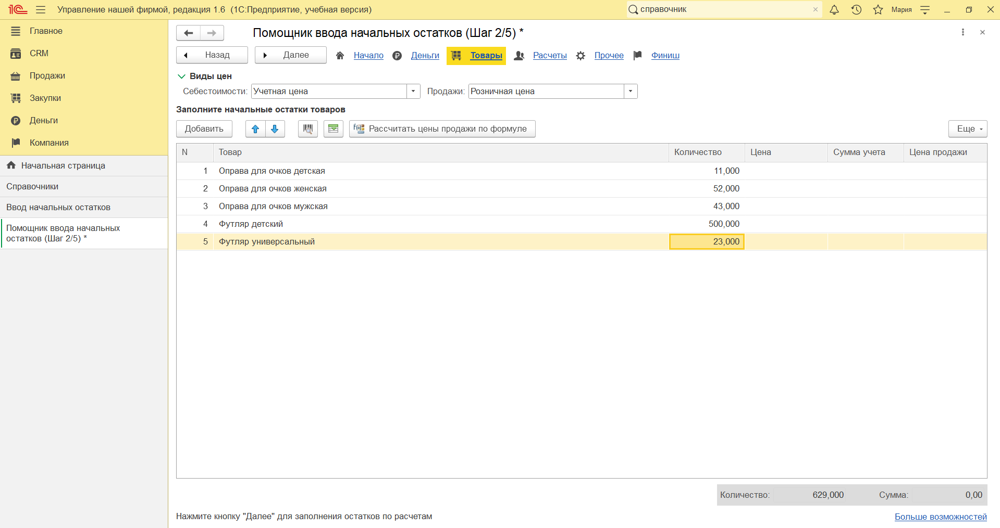 1С Управление нашей фирмой, редакция 1.6 (1С:Предприятие, учебная версия) справочник Мария
Главное
CRM
Продажи
Закупки
Деньги
Компания
Начальная страница
Справочники
Ввод начальных остатков
Помощник ввода начальных
остатков (Шаг 2/5) *
Помощник ввода начальных остатков (Шаг 2/5) *
Назад Далее Начало Деньги Товары Расчеты Прочее Финиш
Виды цен
Себестоимости: Учетная цена Продажи: Розничная цена
Заполните начальные остатки товаров
Добавить Рассчитать цены продажи по формуле Еще
N Товар Количество Цена Сумма учета Цена продажи
1 Оправа для очков детская 11,000
2 Оправа для очков женская 52,000
3 Оправа для очков мужская 43,000
4 Футляр детский 500,000
5 Футляр универсальный 23,000
Количество: 629,000 Сумма: 0,00
Нажмите кнопку "Далее" для заполнения остатков по расчетам
Больше возможностей